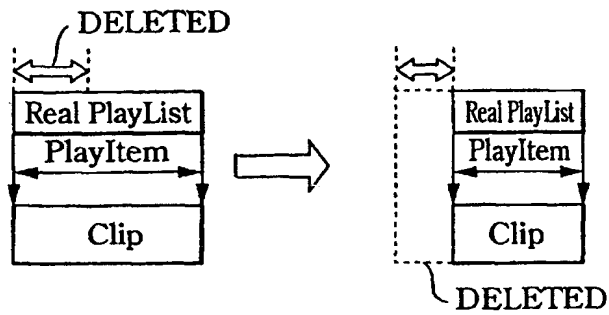 DELETED
Real PlayList
PlayItem
Clip
Real PlayList
PlayItem
Clip
DELETED